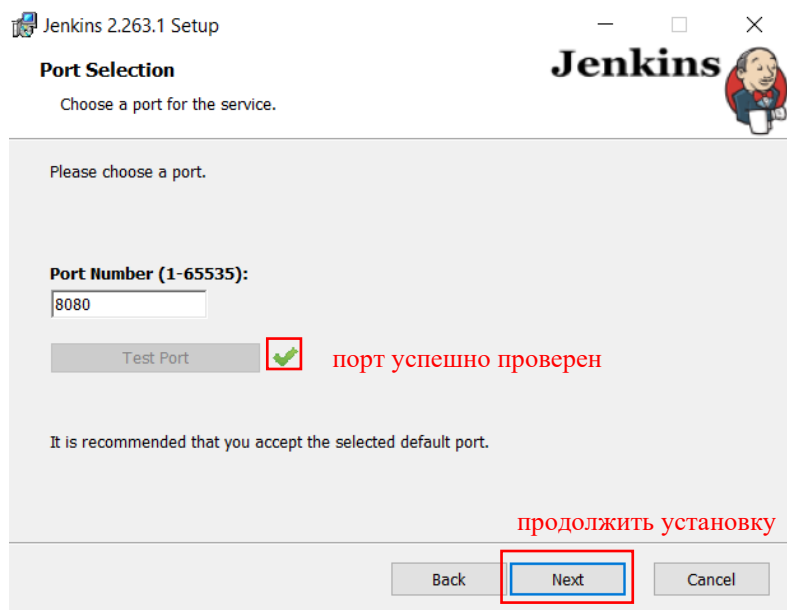 Jenkins 2.263.1 Setup
Port Selection
Jenkins
Choose a port for the service.
Please choose a port.
Port Number (1-65535):
8080
Test Port
порт успешно проверен
It is recommended that you accept the selected default port.
продолжить установку
Back
Next
Cancel